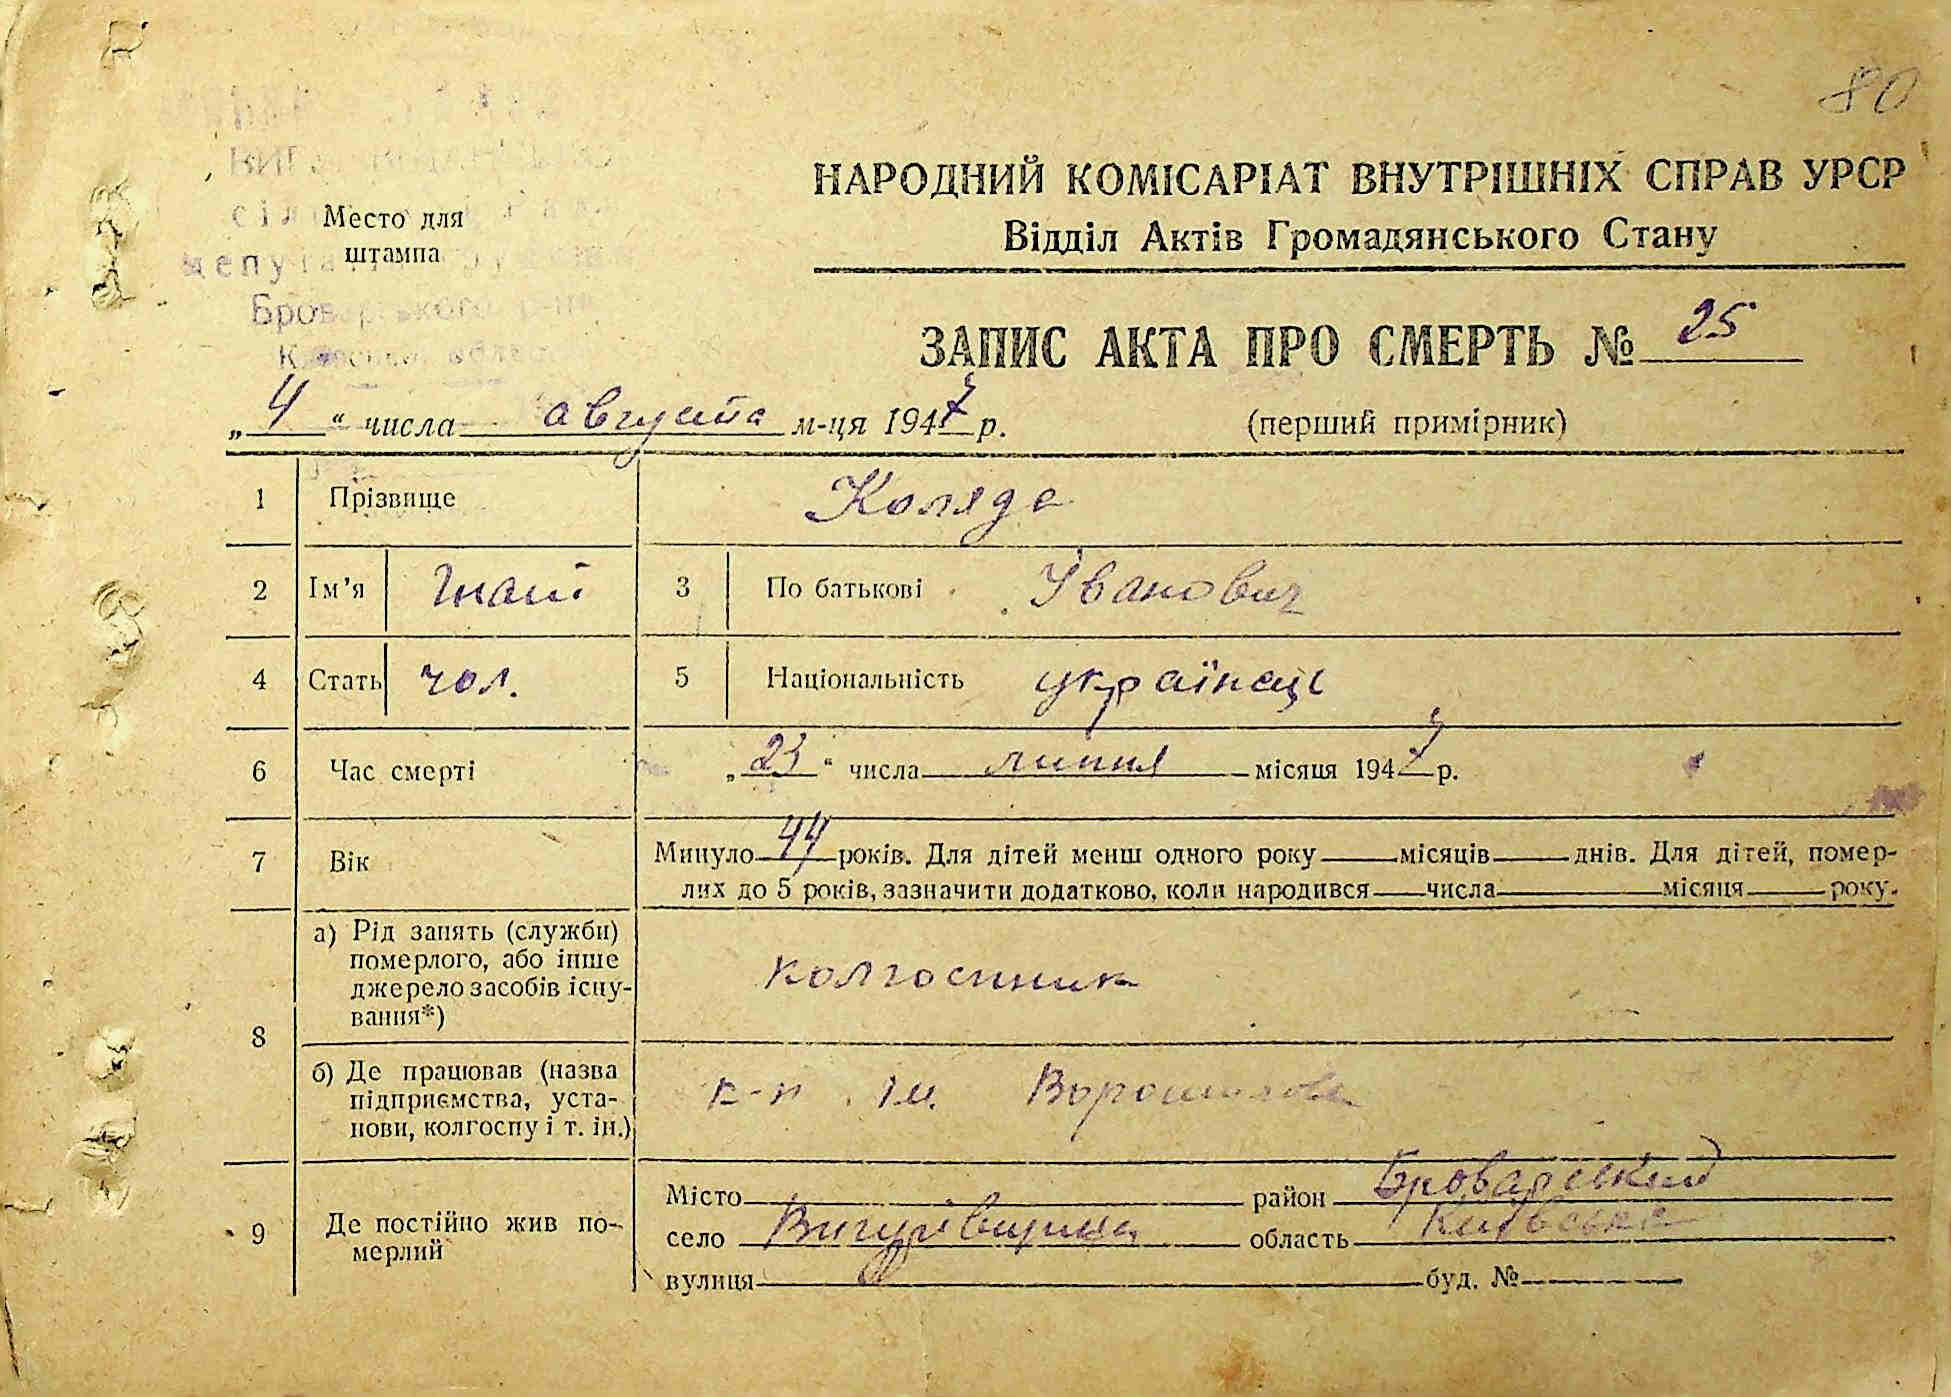 80
НАРОДНИЙ КОМІСАРІАТ ВНУТРІШНІХ СПРАВ УРСР
Відділ Актів Громадянського Стану
Место для
штампа
Броварського р-ну
ЗАПИС АКТА ПРО СМЕРТЬ № 25
„4“ числа августа м-ця 1947 р.
(перший примірник)
1 Прізвище Коляда
2 Ім'я Гнат 3 По батькові Іванович
4 Стать чол. 5 Національність українець
6 Час смерті „23“ числа липня місяця 1947 р.
7 Вік Минуло 44 років. Для дітей менш одного року місяців днів. Для дітей, помер-
лих до 5 років, зазначити додатково, коли народився числа місяця року.
8 а) Рід занять (служби)
померлого, або інше
джерело засобів існу-
вання*)
колгоспник
б) Де працював (назва
підприємства, уста-
нови, колгоспу і т. ін.)
к-п ім. Ворошилова
9 Де постійно жив по-
мерлий
Місто район Броварський
село Вигурівщина область Київська
вулиця буд. №